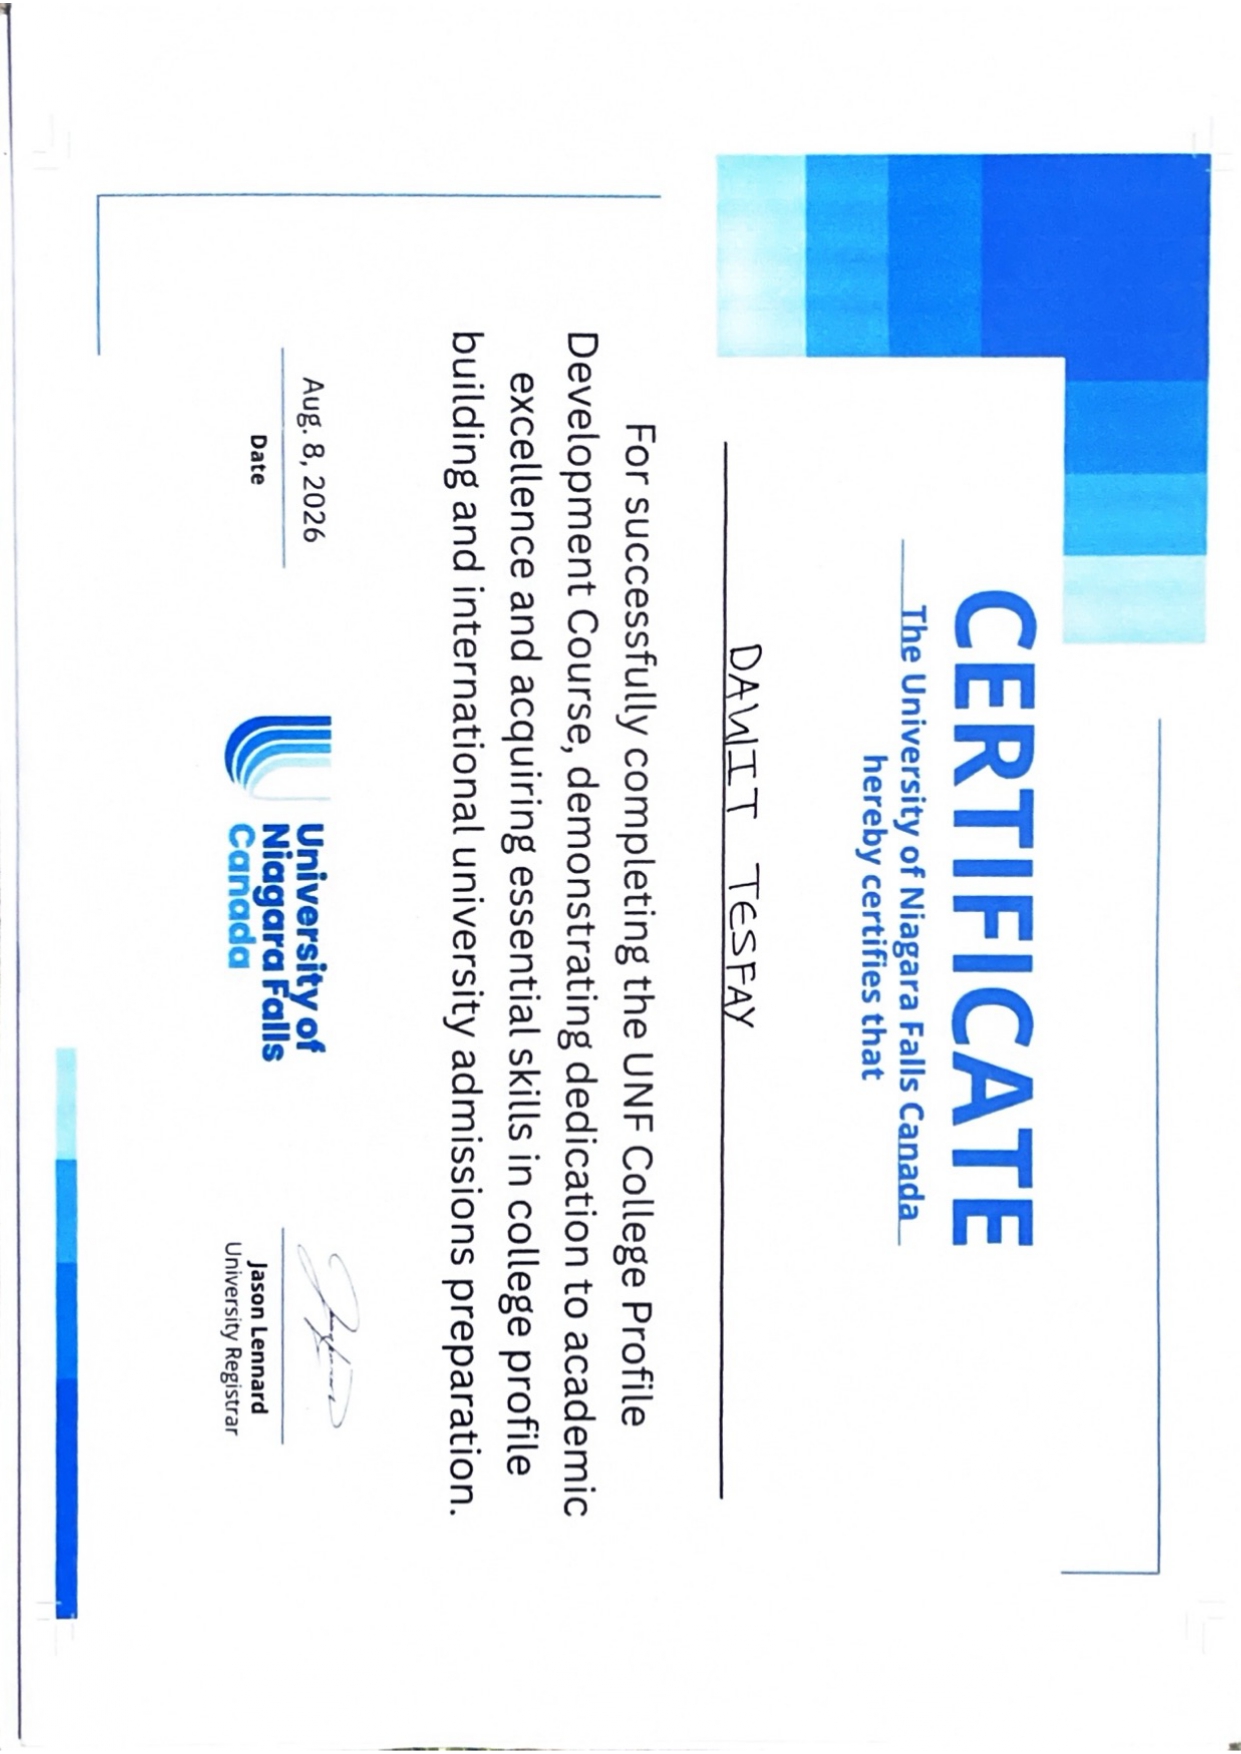 CERTIFICATE
The University of Niagara Falls Canada
hereby certifies that
DAWIT TESFAY
For successfully completing the UNF College Profile
Development Course, demonstrating dedication to academic
excellence and acquiring essential skills in college profile
building and international university admissions preparation.
Aug. 8, 2026
Date
University of
Niagara Falls
Canada
Jason Lennard
University Registrar